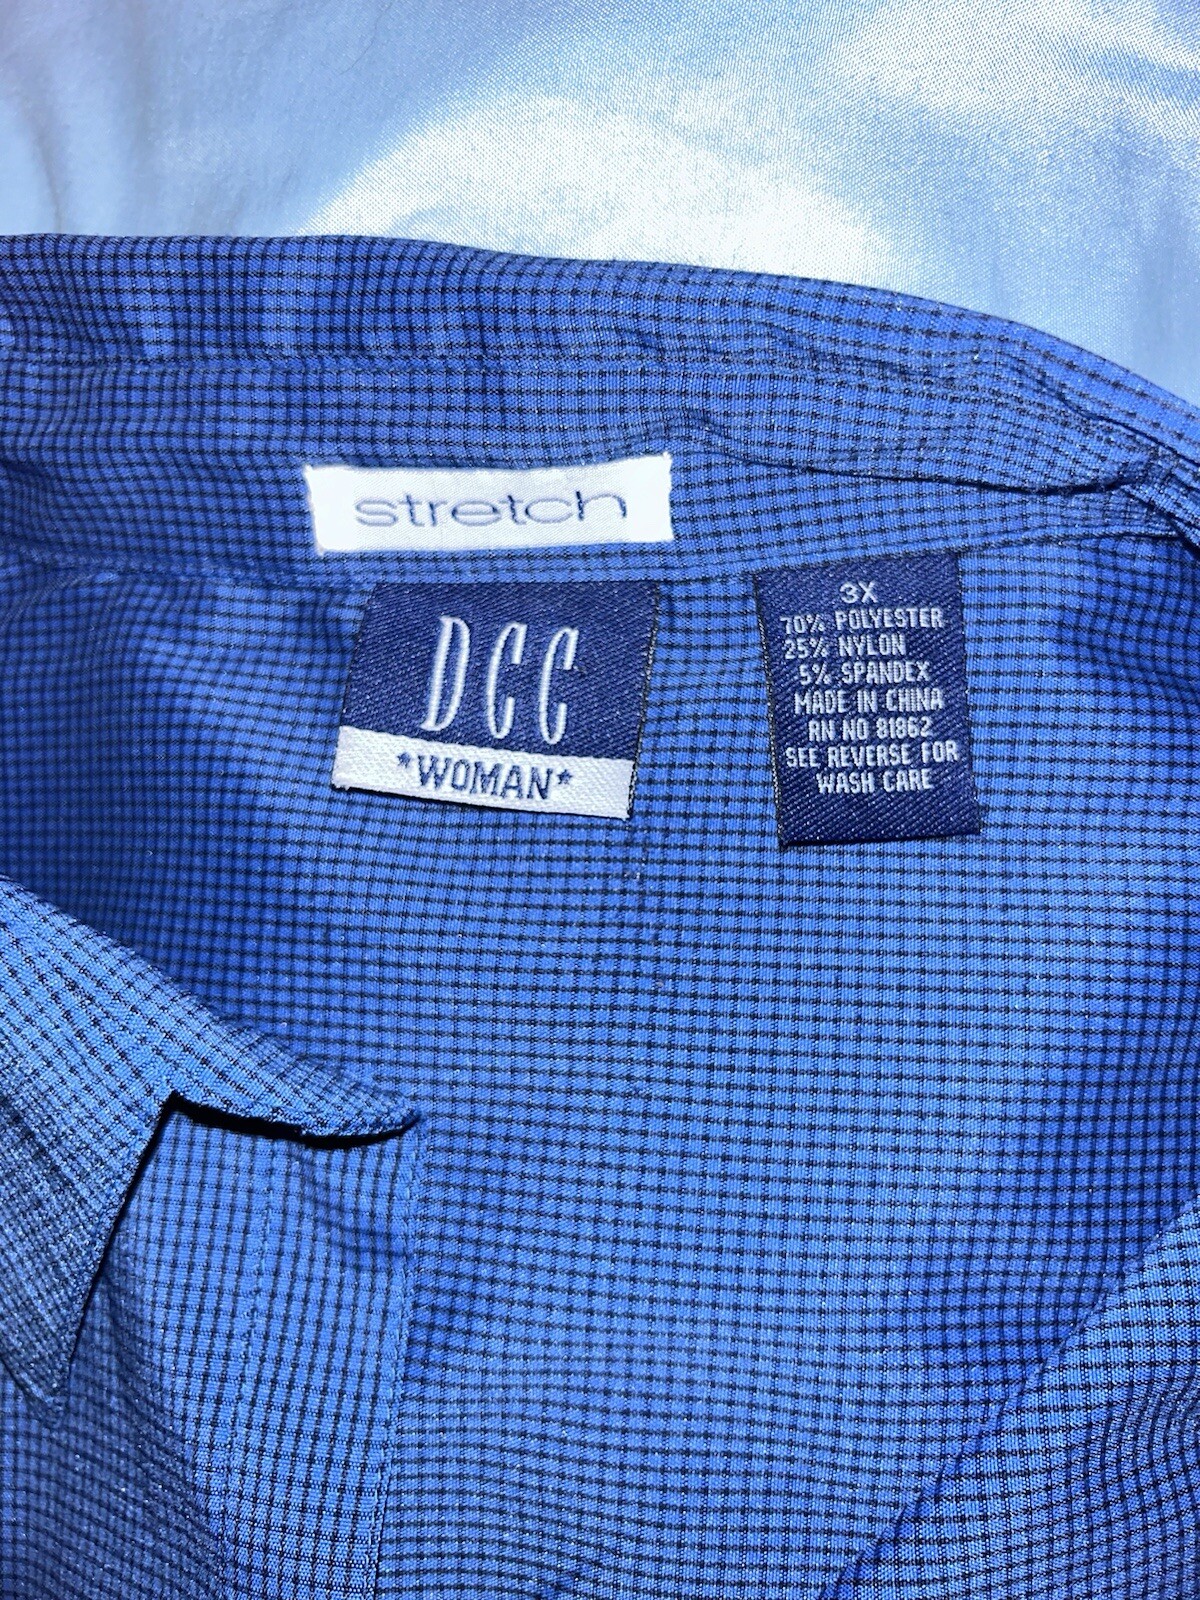 stretch
DCC
*WOMAN*
3X
70% POLYESTER
25% NYLON
5% SPANDEX
MADE IN CHINA
RN NO 81862
SEE REVERSE FOR
WASH CARE